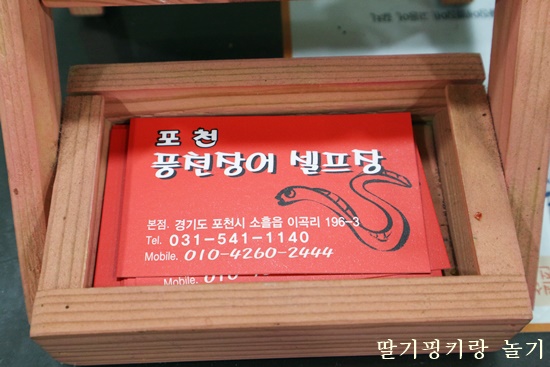 포천
풍천장어 셀프장
본점. 경기도 포천시 소흘읍 이곡리 196-3
Tel. 031-541-1140
Mobile. 010-4260-2444
Mobile. 010
딸기핑키랑 놀기